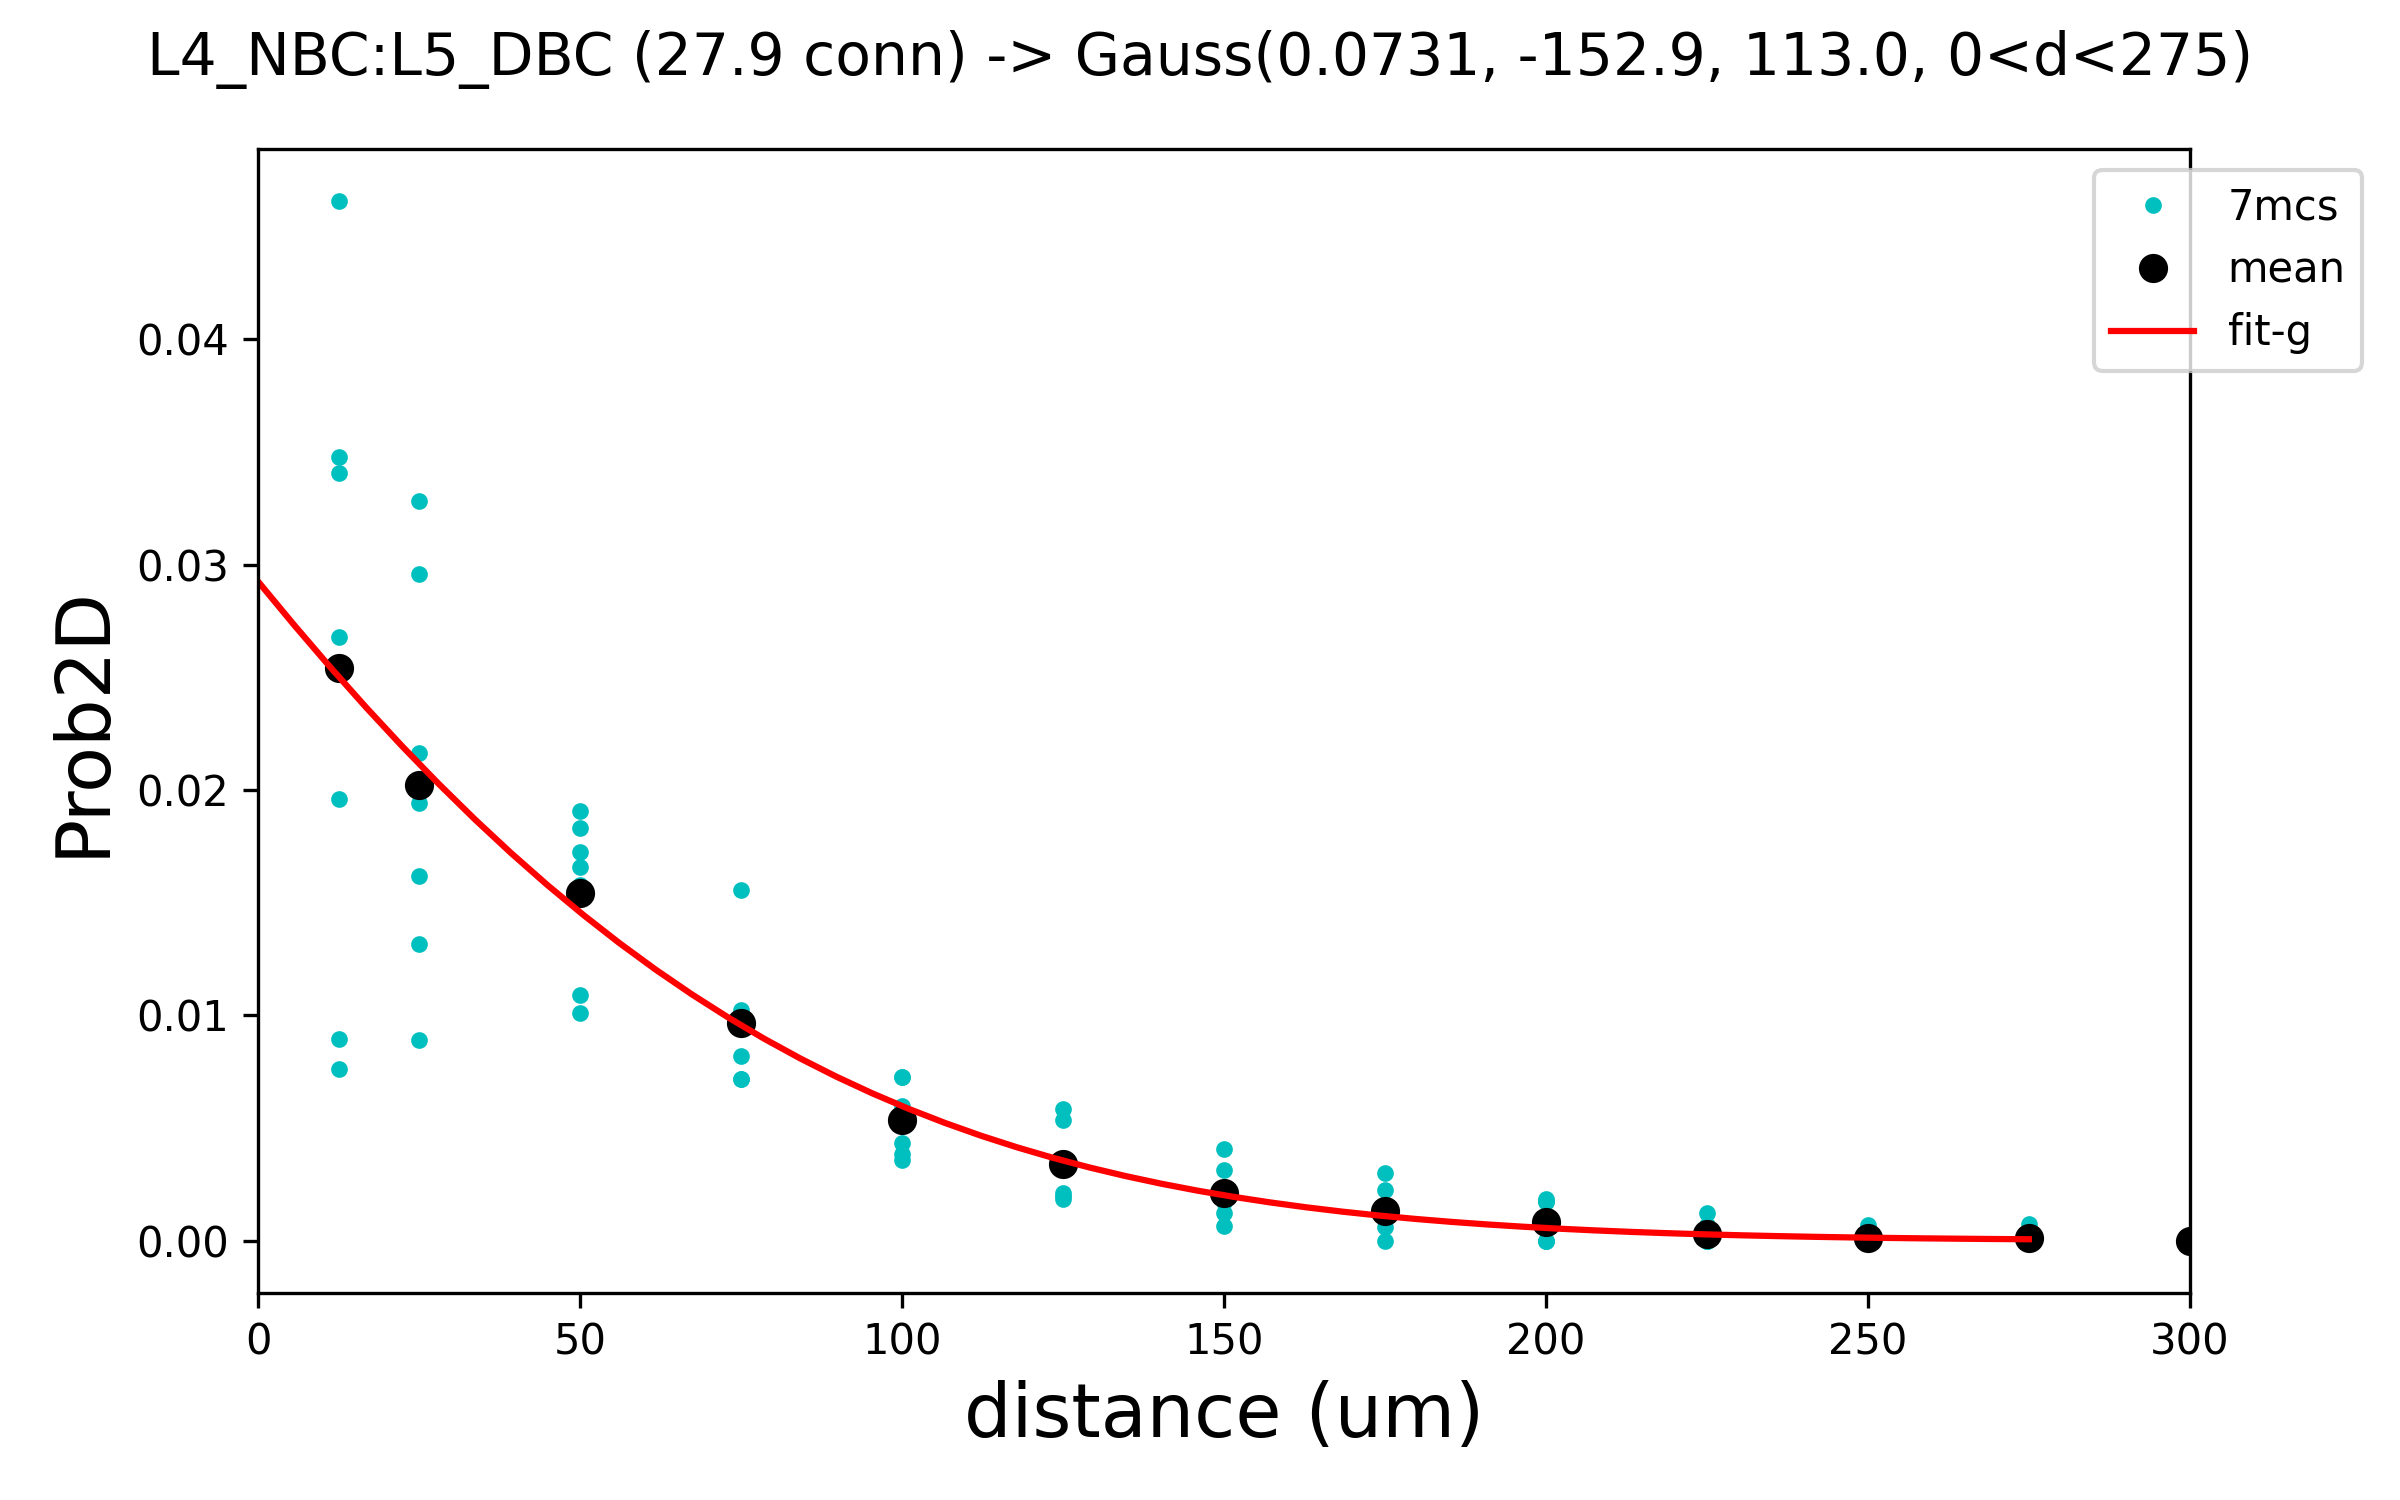 L4_NBC:L5_DBC (27.9 conn) -> Gauss(0.0731, -152.9, 113.0, 0<d<275)
7mcs
mean
fit-g
Prob2D
0.04
0.03
0.02
0.01
0.00
0 50 100 150 200 250 300
distance (um)